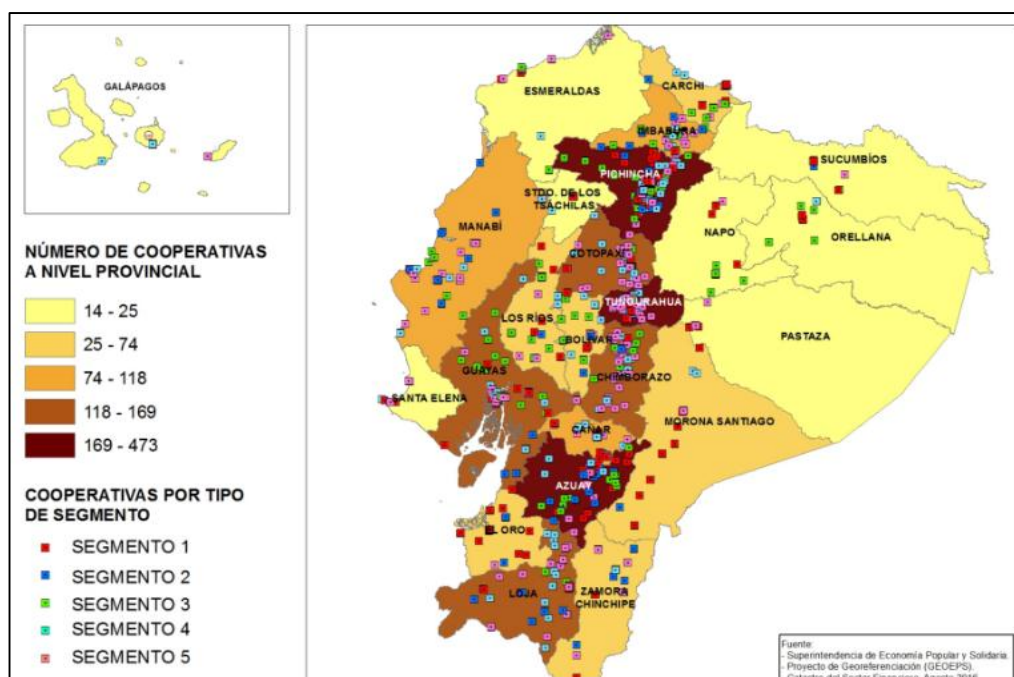 GALÁPAGOS
NÚMERO DE COOPERATIVAS
A NIVEL PROVINCIAL
14 - 25
25 - 74
74 - 118
118 - 169
169 - 473
COOPERATIVAS POR TIPO
DE SEGMENTO
SEGMENTO 1
SEGMENTO 2
SEGMENTO 3
SEGMENTO 4
SEGMENTO 5
ESMERALDAS
CARCHI
IMBABURA
SUCUMBÍOS
PICHINCHA
STDO. DE LOS
TSÁCHILAS
MANABÍ
NAPO
ORELLANA
COTOPAXI
TUNGURAHUA
LOS RÍOS
BOLÍVAR
PASTAZA
GUAYAS
CHIMBORAZO
SANTA ELENA
MORONA SANTIAGO
CAÑAR
AZUAY
EL ORO
LOJA
ZAMORA
CHINCHIPE
Fuente:
- Superintendencia de Economía Popular y Solidaria.
- Proyecto de Georeferenciación (GEOEPS).